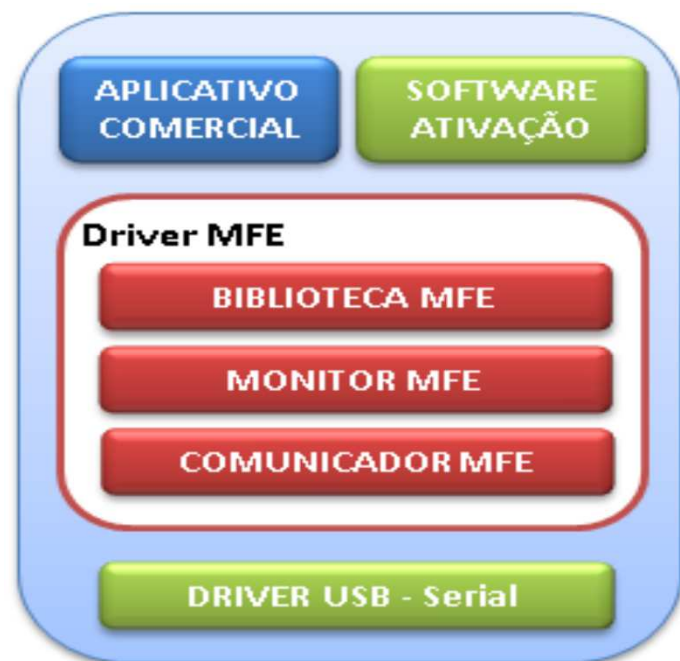 APLICATIVO
COMERCIAL
SOFTWARE
ATIVAÇÃO
Driver MFE
BIBLIOTECA MFE
MONITOR MFE
COMUNICADOR MFE
DRIVER USB - Serial